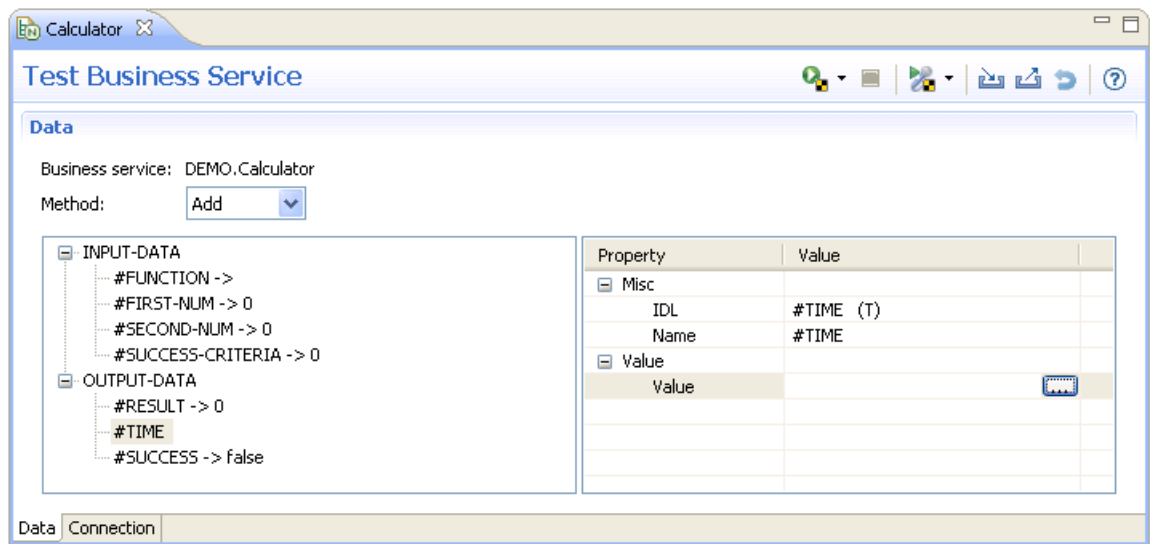 Calculator
Test Business Service
Data
Business service: DEMO.Calculator
Method: Add
INPUT-DATA
#FUNCTION ->
#FIRST-NUM -> 0
#SECOND-NUM -> 0
#SUCCESS-CRITERIA -> 0
OUTPUT-DATA
#RESULT -> 0
#TIME
#SUCCESS -> false
Property Value
Misc
IDL #TIME (T)
Name #TIME
Value
Value ...
Data Connection